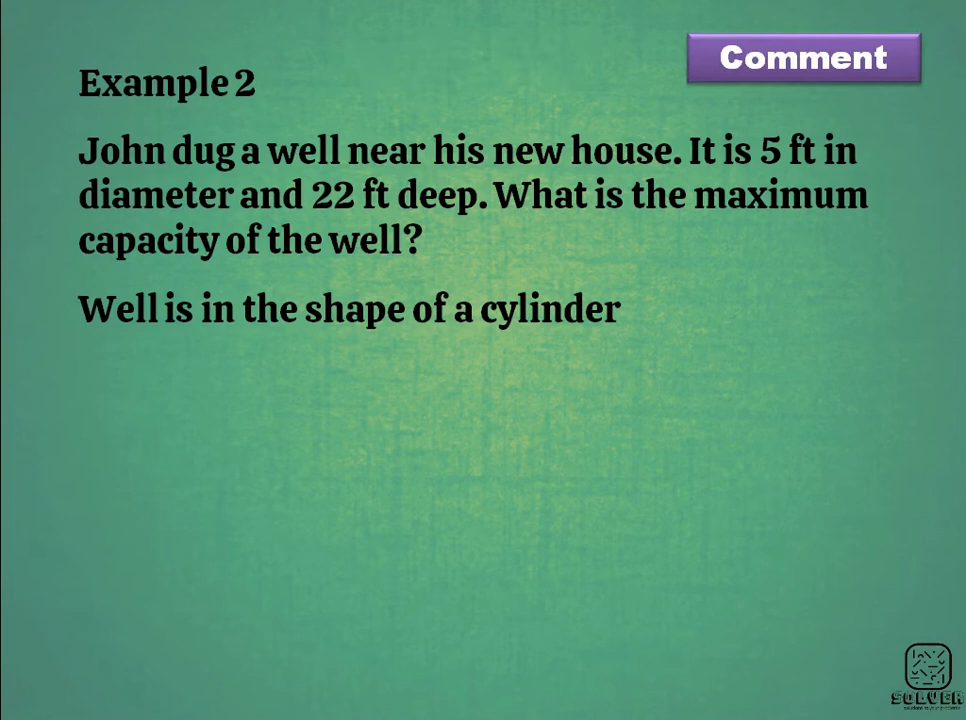 Comment
Example 2
John dug a well near his new house. It is 5 ft in
diameter and 22 ft deep. What is the maximum
capacity of the well?
Well is in the shape of a cylinder
SOLVER